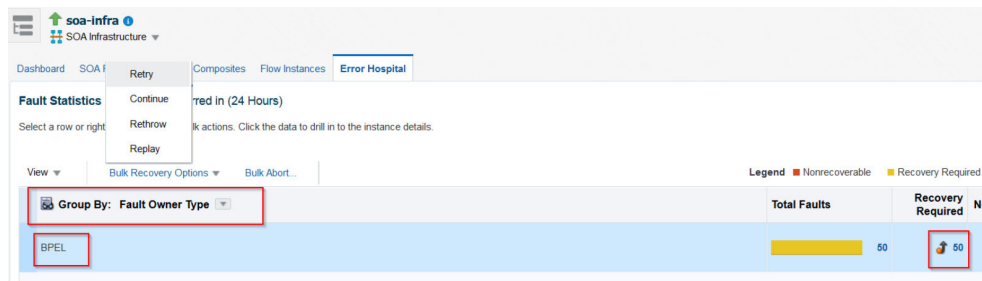 soa-infra
SOA Infrastructure
Dashboard SOA Composites Flow Instances Error Hospital
Retry
Continue
Rethrow
Replay
Fault Statistics rred in (24 Hours)
Select a row or right lk actions. Click the data to drill in to the instance details.
View Bulk Recovery Options Bulk Abort... Legend Nonrecoverable Recovery Required
Group By: Fault Owner Type Total Faults Recovery Required N
BPEL 50 50